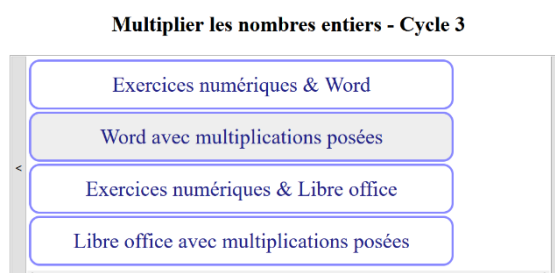 Multiplier les nombres entiers - Cycle 3
Exercices numériques & Word
Word avec multiplications posées
<
Exercices numériques & Libre office
Libre office avec multiplications posées